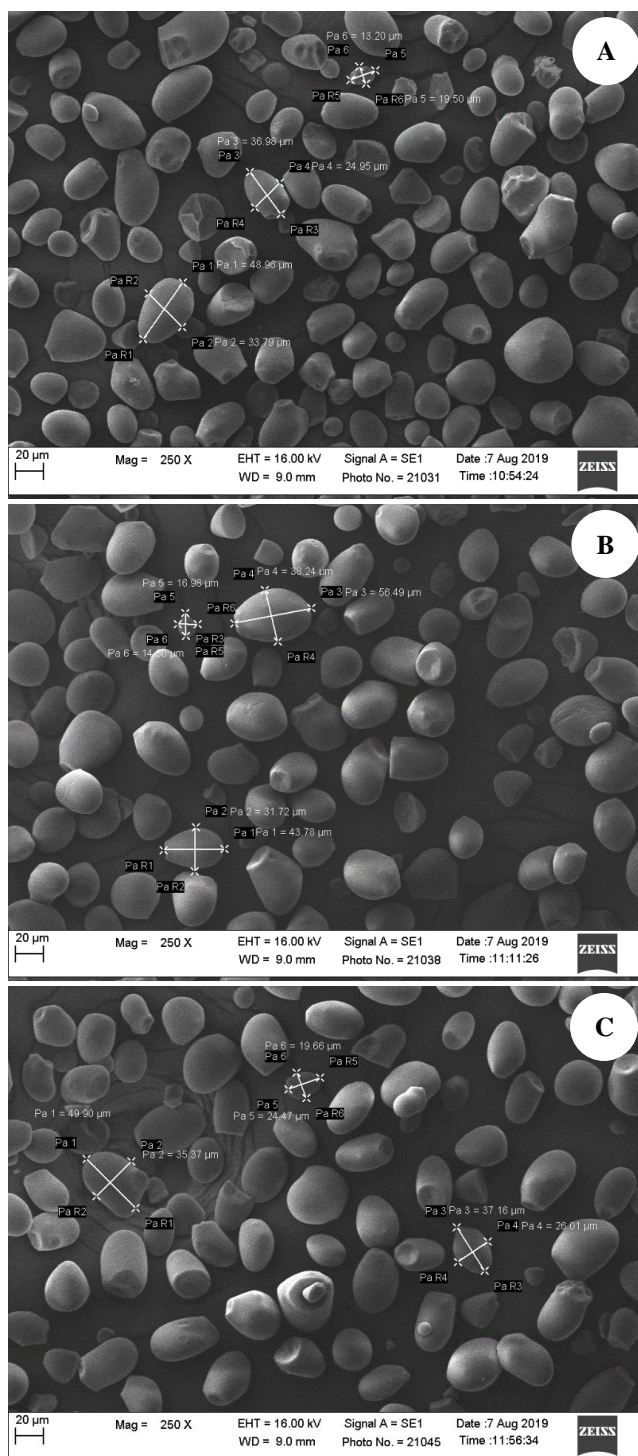 A
Pa 6 = 13.20 µm
Pa 6
Pa 5
Pa R5
Pa R6 Pa 5 = 19.50 µm
Pa 3 = 36.98 µm
Pa 3
Pa 4 Pa 4 = 24.95 µm
Pa R4
Pa R3
Pa 1 Pa 1 = 48.96 µm
Pa R2
Pa 2 Pa 2 = 33.79 µm
Pa R1
20 µm
Mag = 250 X
EHT = 16.00 kV
Signal A = SE1
Date :7 Aug 2019
WD = 9.0 mm
Photo No. = 21031
Time :10:54:24
ZEISS
B
Pa 4 Pa 4 = 38.24 µm
Pa 5 = 16.98 µm
Pa 5
Pa R6
Pa 3 Pa 3 = 56.49 µm
Pa 6
Pa R3
Pa R5
Pa R4
Pa 2 Pa 2 = 31.72 µm
Pa 1 Pa 1 = 43.78 µm
Pa R1
Pa R2
20 µm
Mag = 250 X
EHT = 16.00 kV
Signal A = SE1
Date :7 Aug 2019
WD = 9.0 mm
Photo No. = 21038
Time :11:11:26
ZEISS
C
Pa 6 = 19.66 µm
Pa 6
Pa R5
Pa 5
Pa R6
Pa 5 = 24.47 µm
Pa 1 = 49.90 µm
Pa 1
Pa 2
Pa 2 = 35.37 µm
Pa R2
Pa R1
Pa 3 Pa 3 = 37.16 µm
Pa 4 Pa 4 = 26.01 µm
Pa R4
Pa R3
20 µm
Mag = 250 X
EHT = 16.00 kV
Signal A = SE1
Date :7 Aug 2019
WD = 9.0 mm
Photo No. = 21045
Time :11:56:34
ZEISS